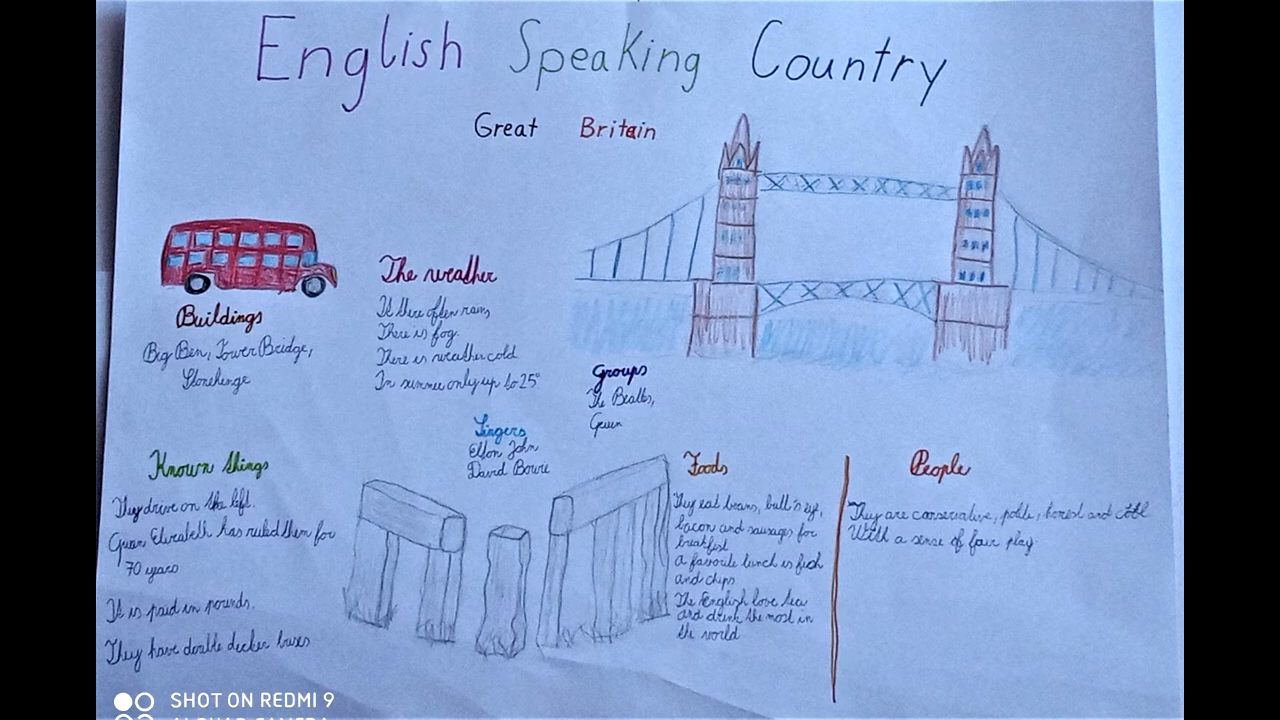 English Speaking Country
Great Britain
Buildings
Big Ben, Tower Bridge,
Stonehenge
The weather
It there often rains
There is fog.
There is weather cold
In summer only up to 25°
Groups
The Bealls,
Queen
Singers
Elton John
David Bowie
Known things
They drive on the left.
Queen Elizabeth has ruled them for
70 years
It is paid in pounds.
They have double decker buses
Foods
They eat beans, bull's eye,
bacon and sausages for
breakfast
a favorite lunch is fish
and chips
The English love tea
and drink the most in
the world
People
They are conservative, polite, honest and
With a sense of fair play.
SHOT ON REDMI 9